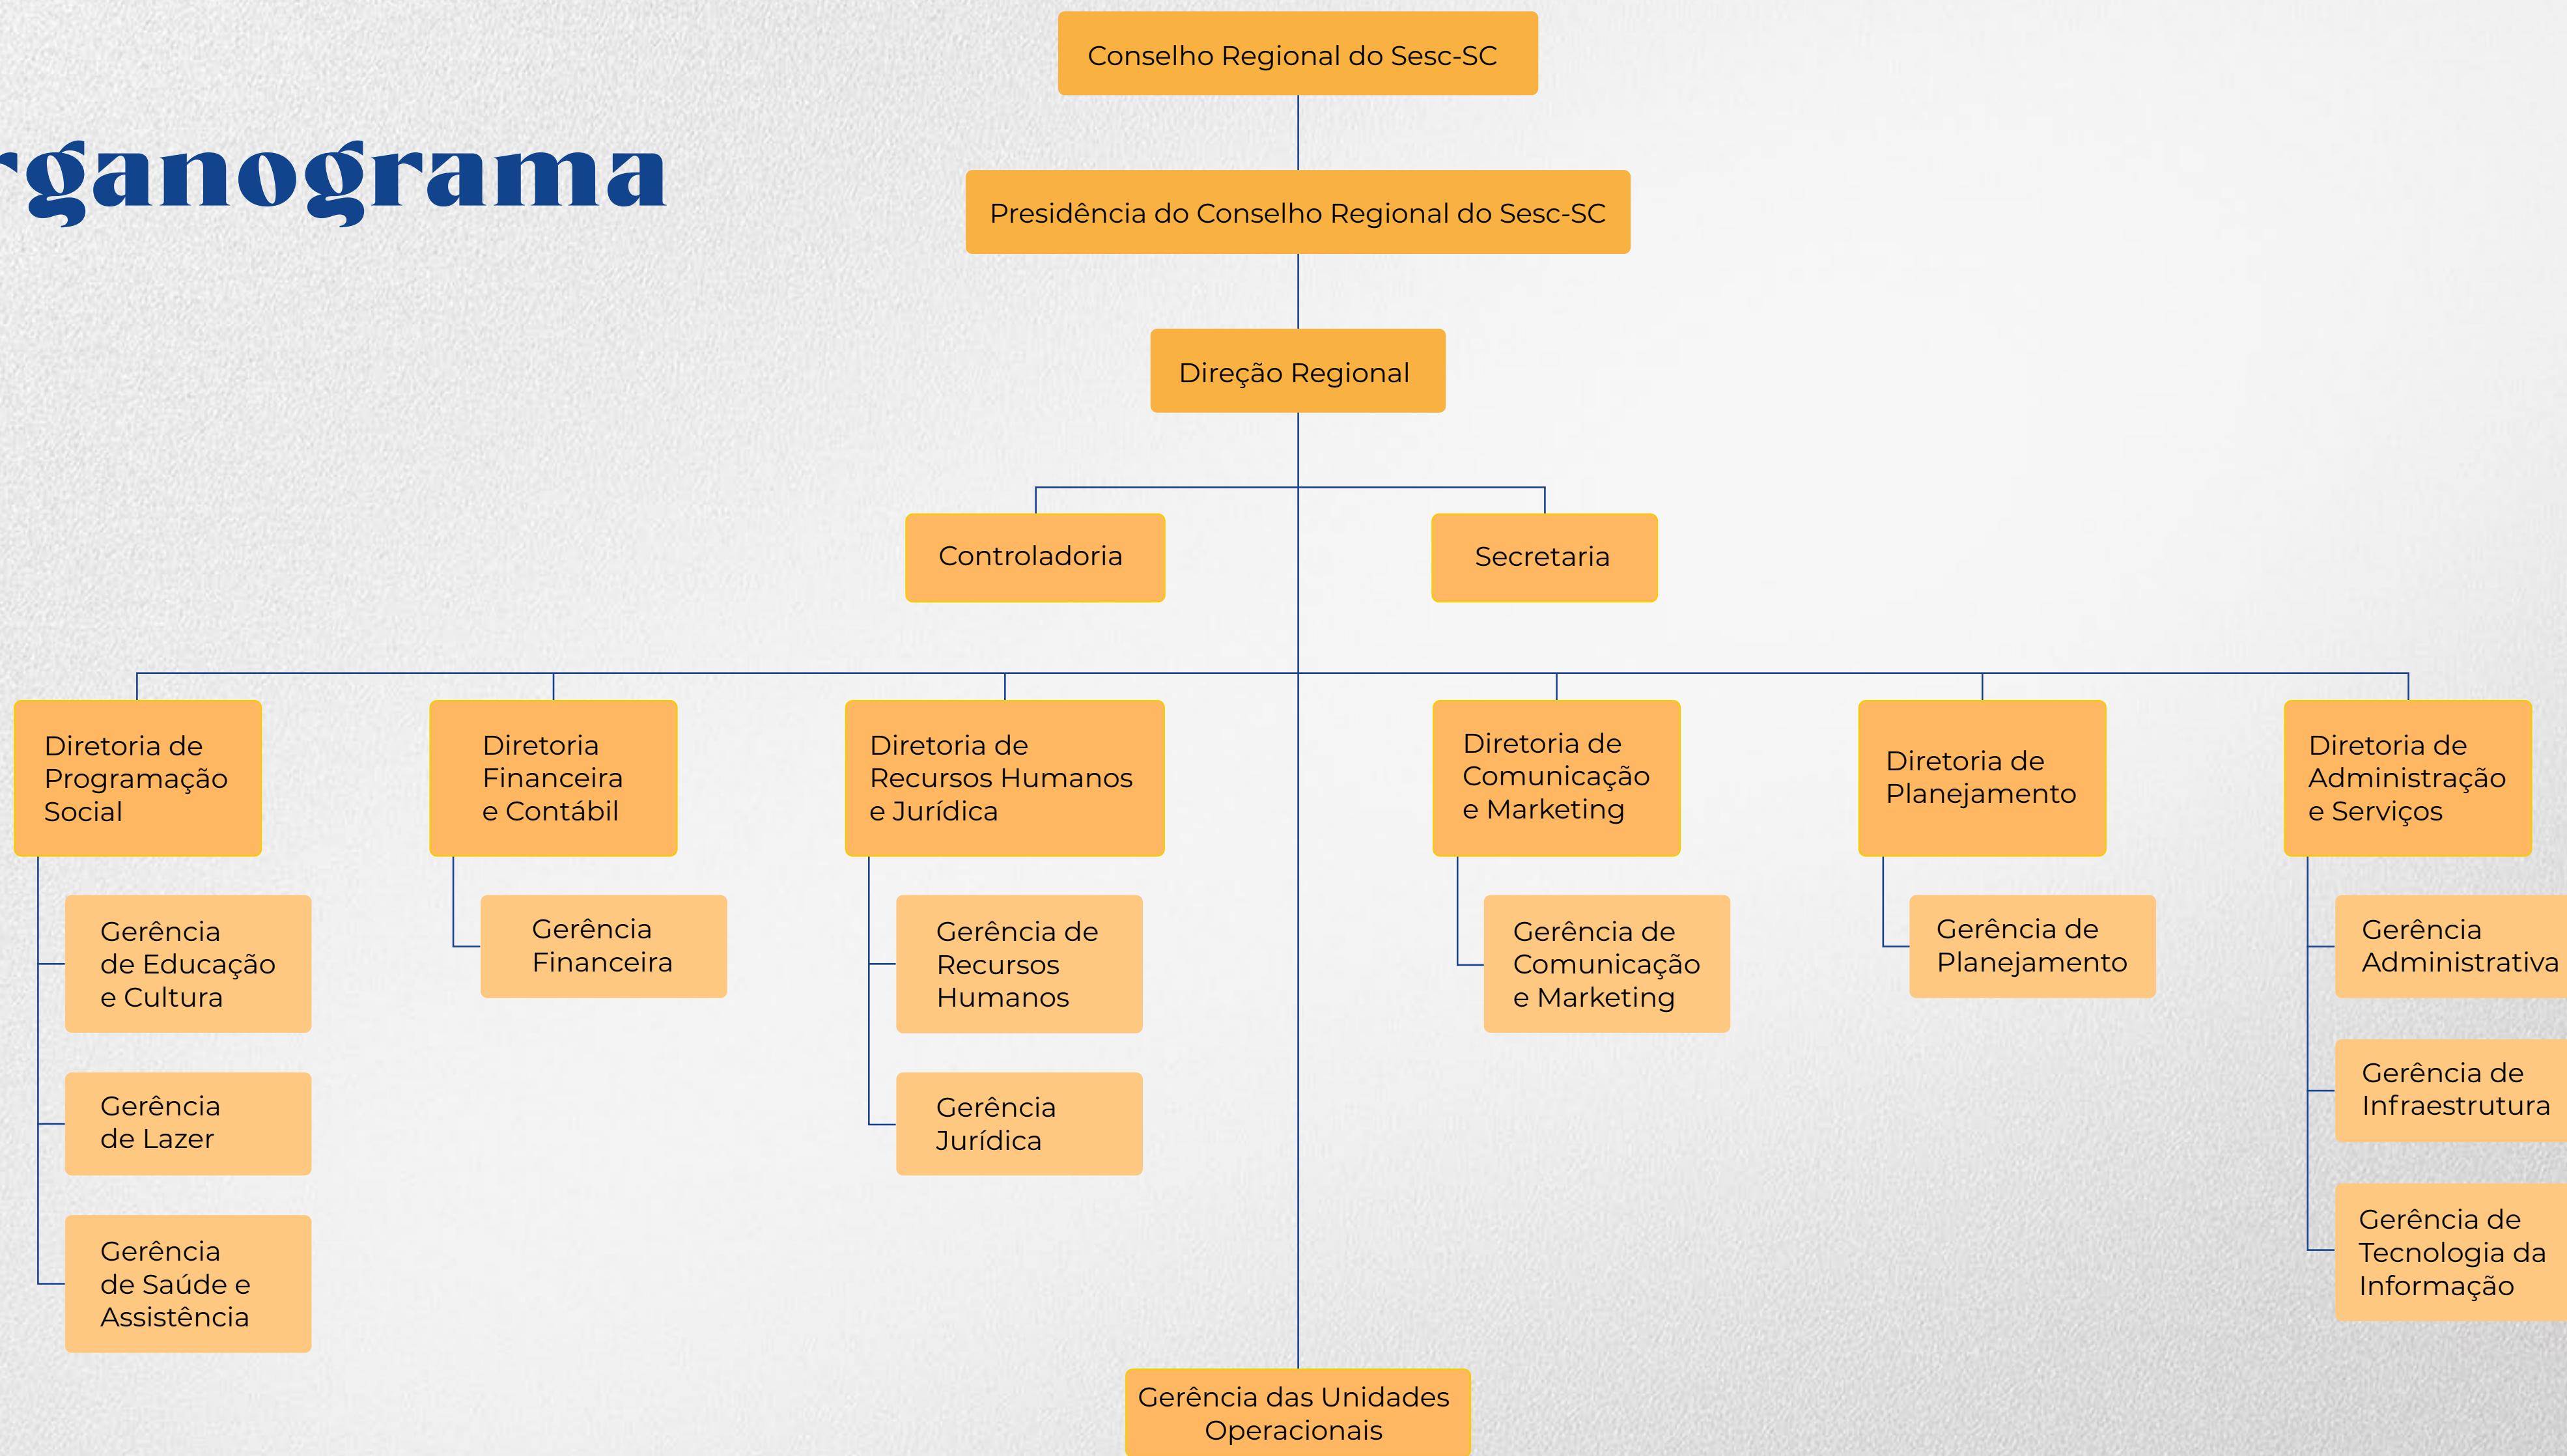 rganograma
Conselho Regional do Sesc-SC
Presidência do Conselho Regional do Sesc-SC
Direção Regional
Controladoria
Secretaria
Diretoria de
Programação
Social
Gerência
de Educação
e Cultura
Gerência
de Lazer
Gerência
de Saúde e
Assistência
Diretoria
Financeira
e Contábil
Gerência
Financeira
Diretoria de
Recursos Humanos
e Jurídica
Gerência de
Recursos
Humanos
Gerência
Jurídica
Diretoria de
Comunicação
e Marketing
Gerência de
Comunicação
e Marketing
Diretoria de
Planejamento
Gerência de
Planejamento
Diretoria de
Administração
e Serviços
Gerência
Administrativa
Gerência de
Infraestrutura
Gerência de
Tecnologia da
Informação
Gerência das Unidades
Operacionais